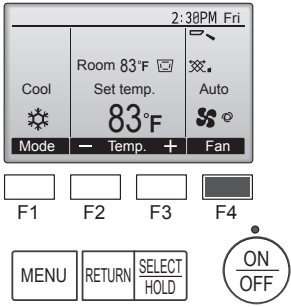 2:30PM Fri
Room 83°F
Cool Set temp. Auto
83°F
Mode − Temp. + Fan
F1 F2 F3 F4
MENU RETURN SELECT
HOLD
ON
OFF